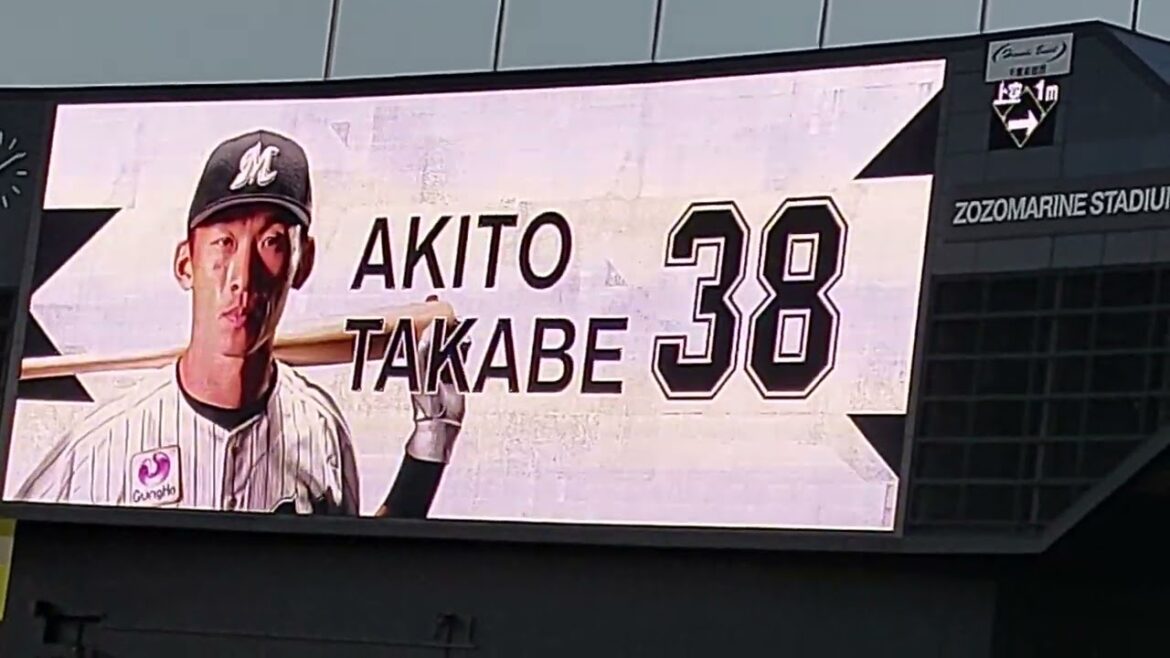 M
AKITO
TAKABE
38
GungHo
上空 1m
ZOZOMARINE STADIUM